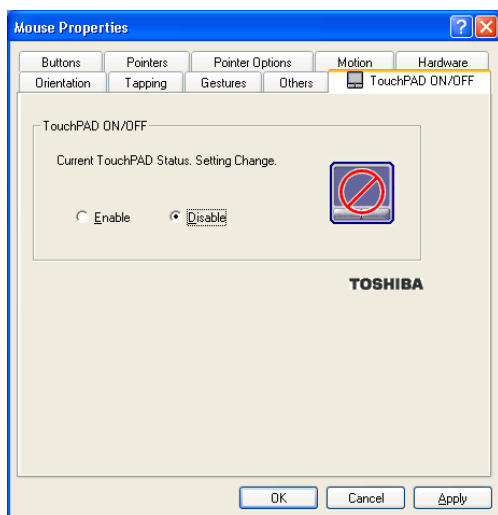 Mouse Properties
Buttons Pointers Pointer Options Motion Hardware
Orientation Tapping Gestures Others TouchPAD ON/OFF
TouchPAD ON/OFF
Current TouchPAD Status. Setting Change.
Enable Disable
TOSHIBA
OK Cancel Apply